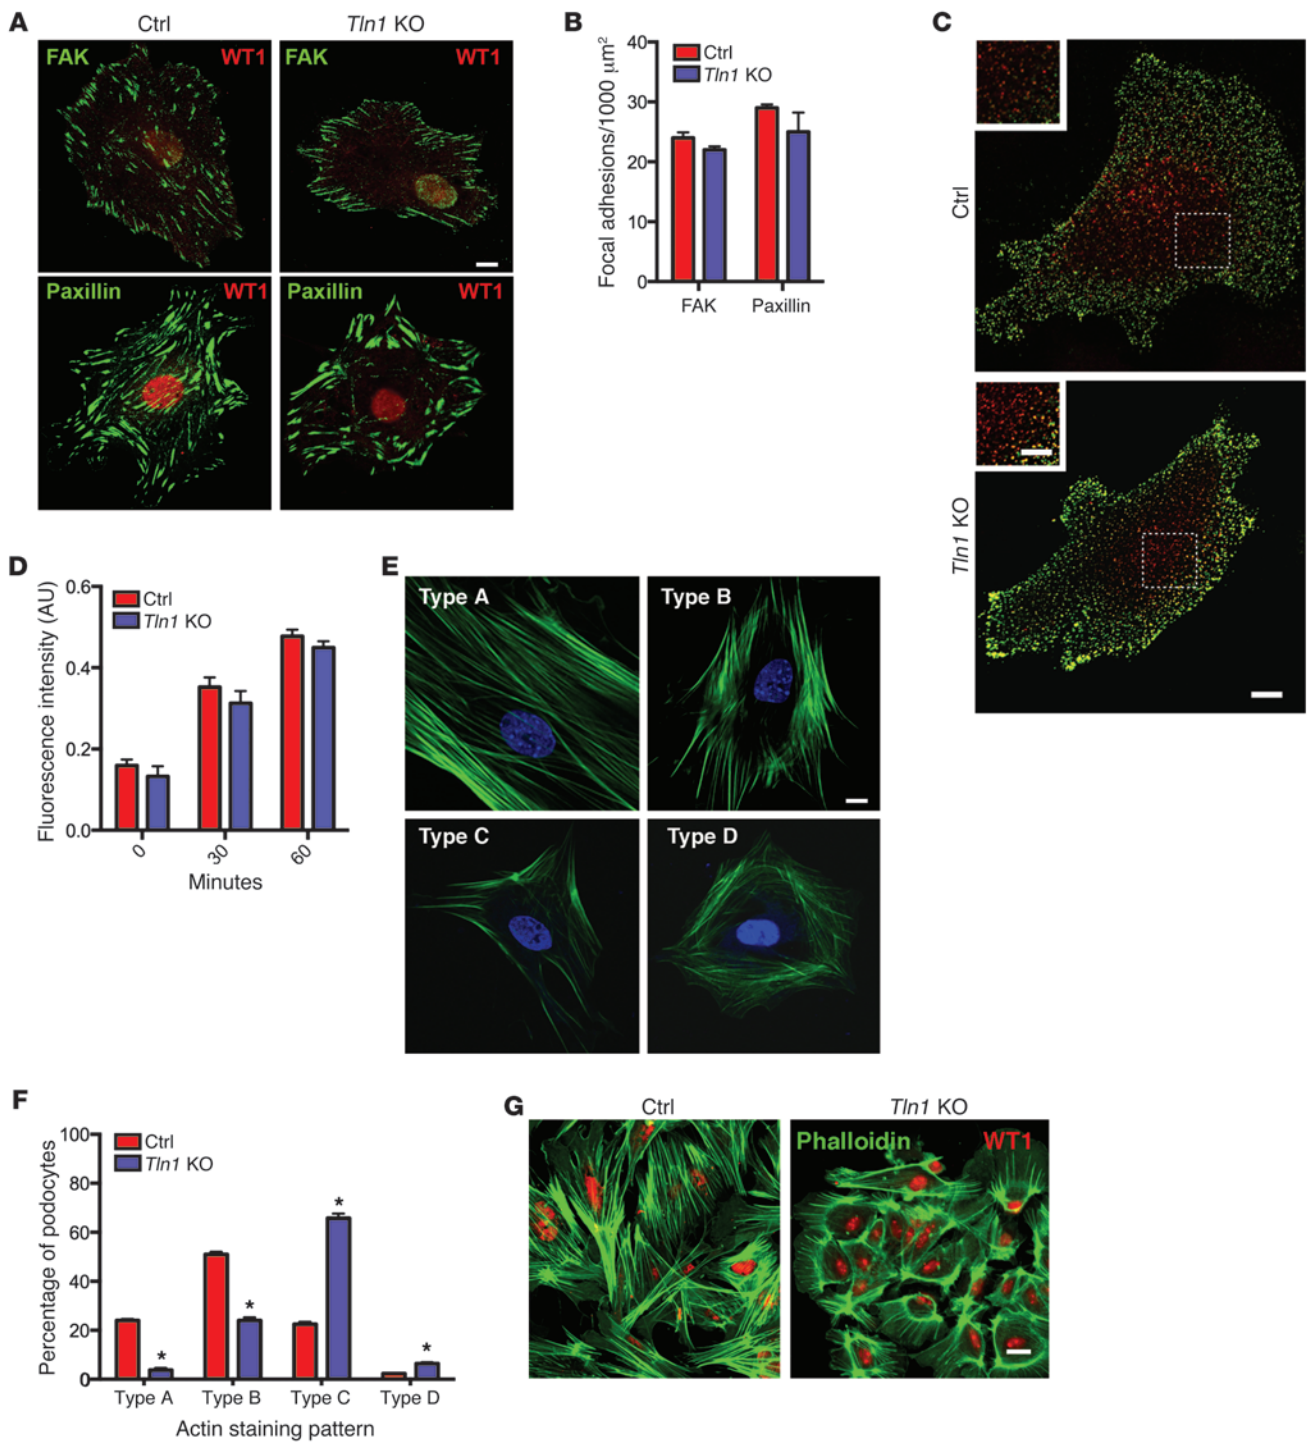 A
Ctrl
Tln1 KO
FAK
WT1
FAK
WT1
Paxillin
WT1
Paxillin
WT1
B
Focal adhesions/1000 μm²
40
30
20
10
0
Ctrl
Tln1 KO
FAK
Paxillin
C
Ctrl
Tln1 KO
D
Fluorescence intensity (AU)
0.6
0.4
0.2
0.0
Ctrl
Tln1 KO
0
30
60
Minutes
E
Type A
Type B
Type C
Type D
F
Percentage of podocytes
100
80
60
40
20
0
Ctrl
Tln1 KO
*
*
*
*
Type A
Type B
Type C
Type D
Actin staining pattern
G
Ctrl
Tln1 KO
Phalloidin
WT1